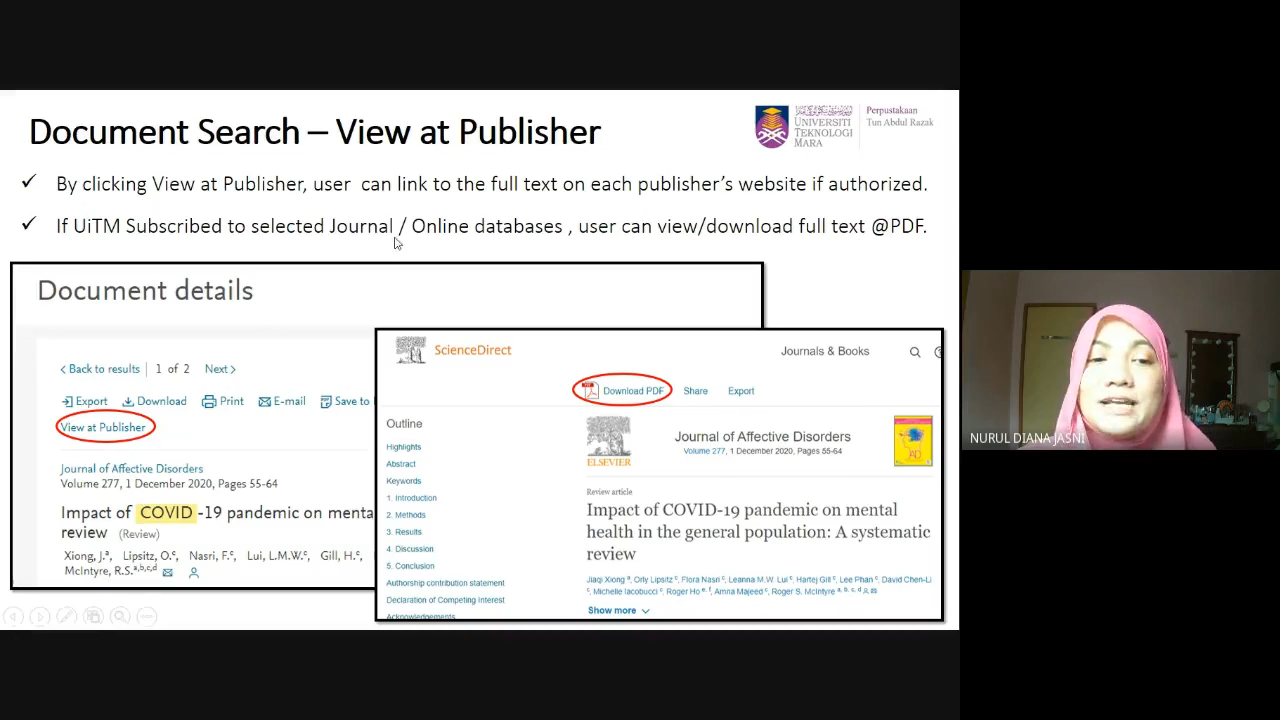 Document Search – View at Publisher
UNIVERSITI
TEKNOLOGI
MARA
Perpustakaan
Tun Abdul Razak
✓ By clicking View at Publisher, user can link to the full text on each publisher's website if authorized.
✓ If UiTM Subscribed to selected Journal / Online databases , user can view/download full text @PDF.
Document details
Back to results | 1 of 2 Next
Export Download Print E-mail Save to
View at Publisher
Journal of Affective Disorders
Volume 277, 1 December 2020, Pages 55-64
Impact of COVID -19 pandemic on menta
review (Review)
Xiong, J.ᵃ, Lipsitz, O.ᶜ, Nasri, F.ᶜ, Lui, L.M.W.ᶜ, Gill, H.ᶜ,
McIntyre, R.S.ᵃ,ᵇ,ᶜ,ᵈ
ScienceDirect
Journals & Books
Download PDF Share Export
Outline
Highlights
Abstract
Keywords
1. Introduction
2. Methods
3. Results
4. Discussion
5. Conclusion
Authorship contribution statement
Declaration of Competing Interest
Acknowledgements
ELSEVIER
Journal of Affective Disorders
Volume 277, 1 December 2020, Pages 55-64
JAD
Review article
Impact of COVID-19 pandemic on mental
health in the general population: A systematic
review
Jiaqi Xiong ᵃ, Orly Lipsitz ᶜ, Flora Nasri ᶜ, Leanna M.W. Lui ᶜ, Hartej Gill ᶜ, Lee Phan ᶜ, David Chen-Li
ᶜ, Michelle Iacobucci ᶜ, Roger Ho ᵉ, ᶠ, Amna Majeed ᶜ, Roger S. McIntyre ᵃ, ᵇ, ᶜ, ᵈ
Show more
NURUL DIANA JASNI